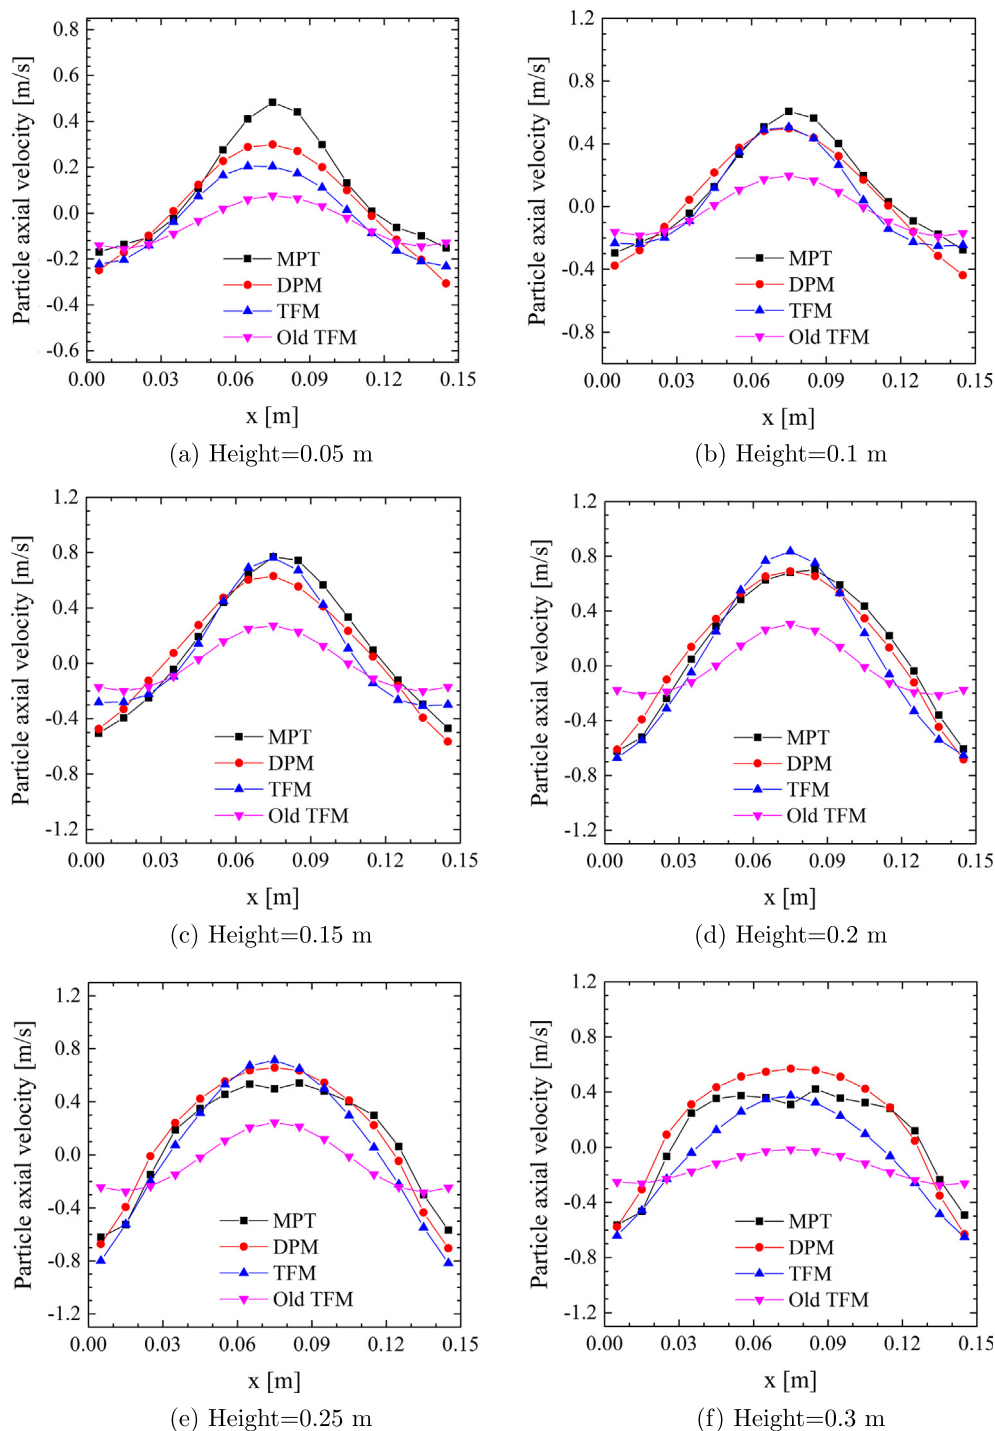 Particle axial velocity [m/s]
0.8
0.6
0.4
0.2
0.0
-0.2
-0.4
-0.6
MPT
DPM
TFM
Old TFM
0.00 0.03 0.06 0.09 0.12 0.15
x [m]
(a) Height=0.05 m
Particle axial velocity [m/s]
1.2
0.8
0.4
0.0
-0.4
-0.8
MPT
DPM
TFM
Old TFM
0.00 0.03 0.06 0.09 0.12 0.15
x [m]
(b) Height=0.1 m
Particle axial velocity [m/s]
1.2
0.8
0.4
0.0
-0.4
-0.8
-1.2
MPT
DPM
TFM
Old TFM
0.00 0.03 0.06 0.09 0.12 0.15
x [m]
(c) Height=0.15 m
Particle axial velocity [m/s]
1.2
0.8
0.4
0.0
-0.4
-0.8
-1.2
MPT
DPM
TFM
Old TFM
0.00 0.03 0.06 0.09 0.12 0.15
x [m]
(d) Height=0.2 m
Particle axial velocity [m/s]
1.2
0.8
0.4
0.0
-0.4
-0.8
-1.2
MPT
DPM
TFM
Old TFM
0.00 0.03 0.06 0.09 0.12 0.15
x [m]
(e) Height=0.25 m
Particle axial velocity [m/s]
1.2
0.8
0.4
0.0
-0.4
-0.8
-1.2
MPT
DPM
TFM
Old TFM
0.00 0.03 0.06 0.09 0.12 0.15
x [m]
(f) Height=0.3 m